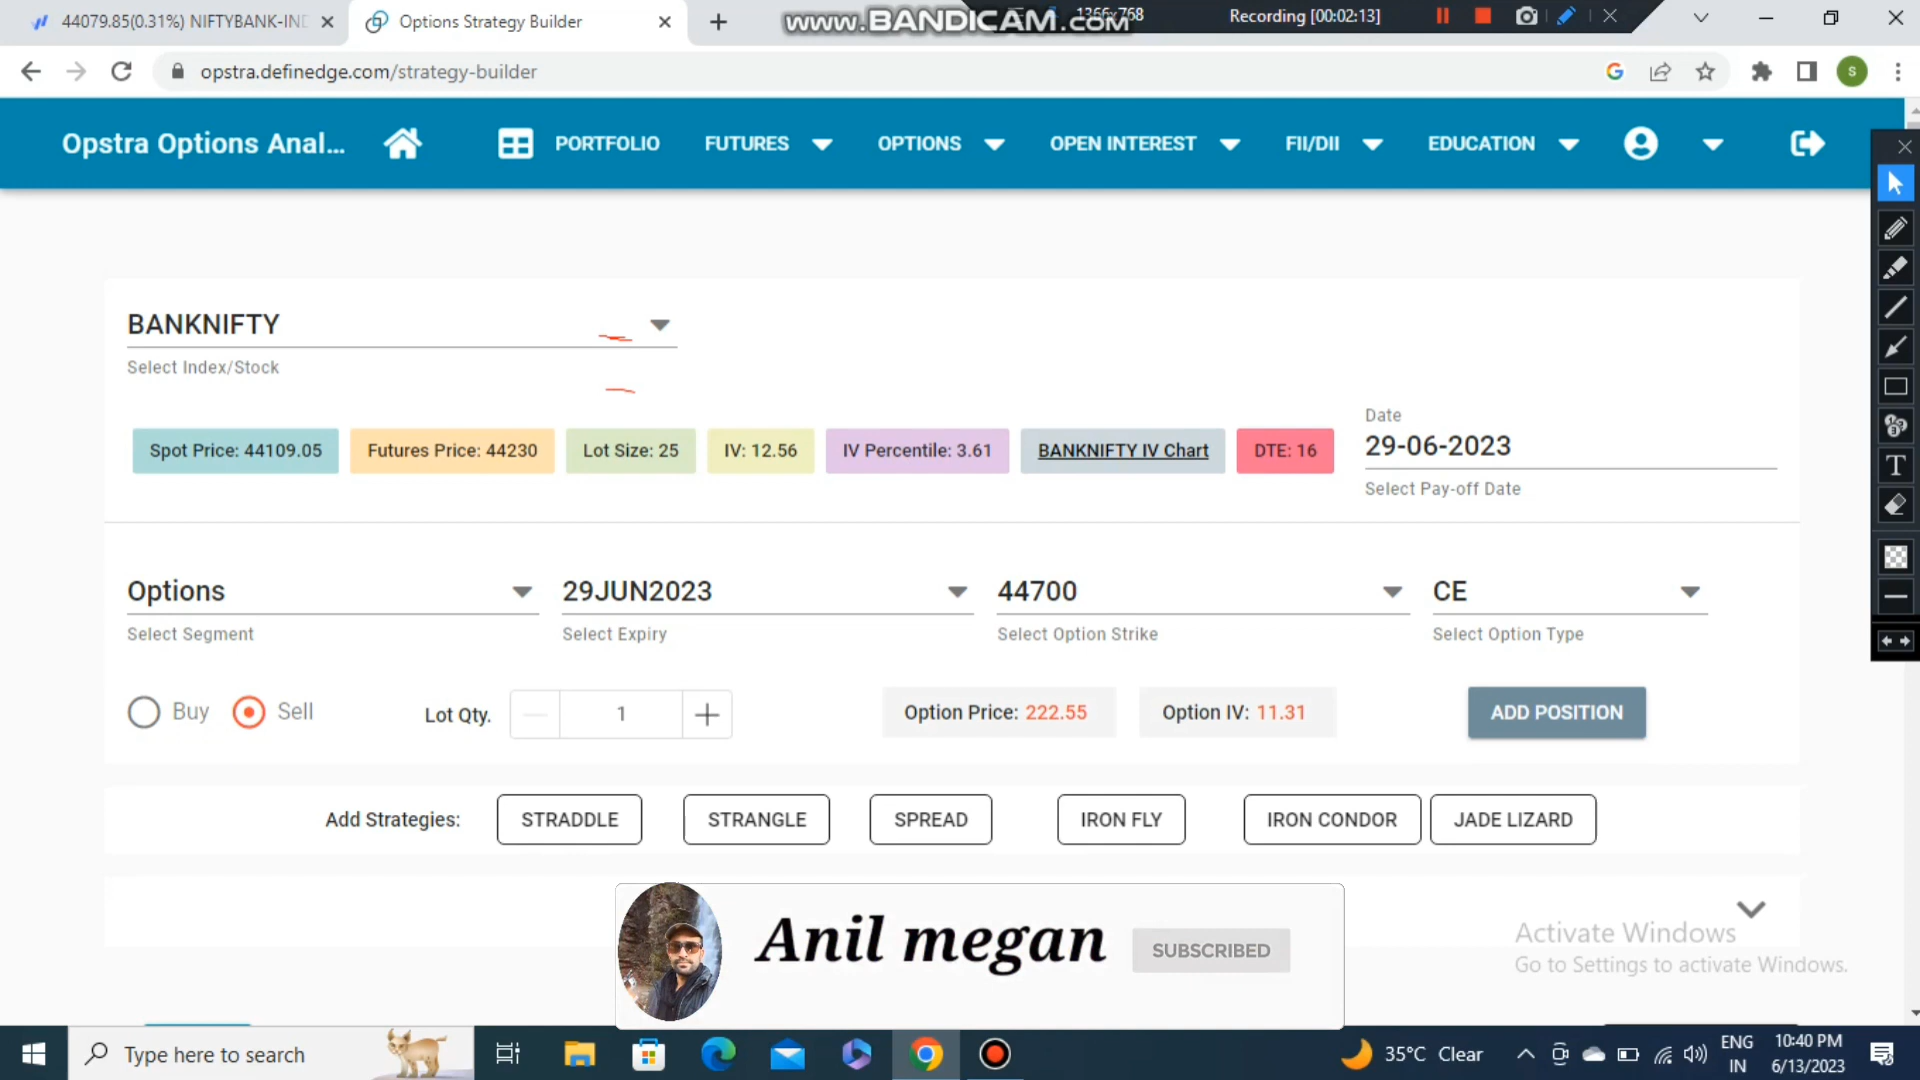 44079.85(0.31%) NIFTYBANK-IND
Options Strategy Builder
www.BANDICAM.com
1366x768
Recording [00:02:13]
opstra.definedge.com/strategy-builder
S
Opstra Options Anal...
PORTFOLIO
FUTURES
OPTIONS
OPEN INTEREST
FII/DII
EDUCATION
BANKNIFTY
Select Index/Stock
Spot Price: 44109.05
Futures Price: 44230
Lot Size: 25
IV: 12.56
IV Percentile: 3.61
BANKNIFTY IV Chart
DTE: 16
Date
29-06-2023
Select Pay-off Date
Options
Select Segment
29JUN2023
Select Expiry
44700
Select Option Strike
CE
Select Option Type
Buy
Sell
Lot Qty.
1
Option Price: 222.55
Option IV: 11.31
ADD POSITION
Add Strategies:
STRADDLE
STRANGLE
SPREAD
IRON FLY
IRON CONDOR
JADE LIZARD
Anil megan
SUBSCRIBED
Activate Windows
Go to Settings to activate Windows.
Type here to search
35°C Clear
ENG
IN
10:40 PM
6/13/2023